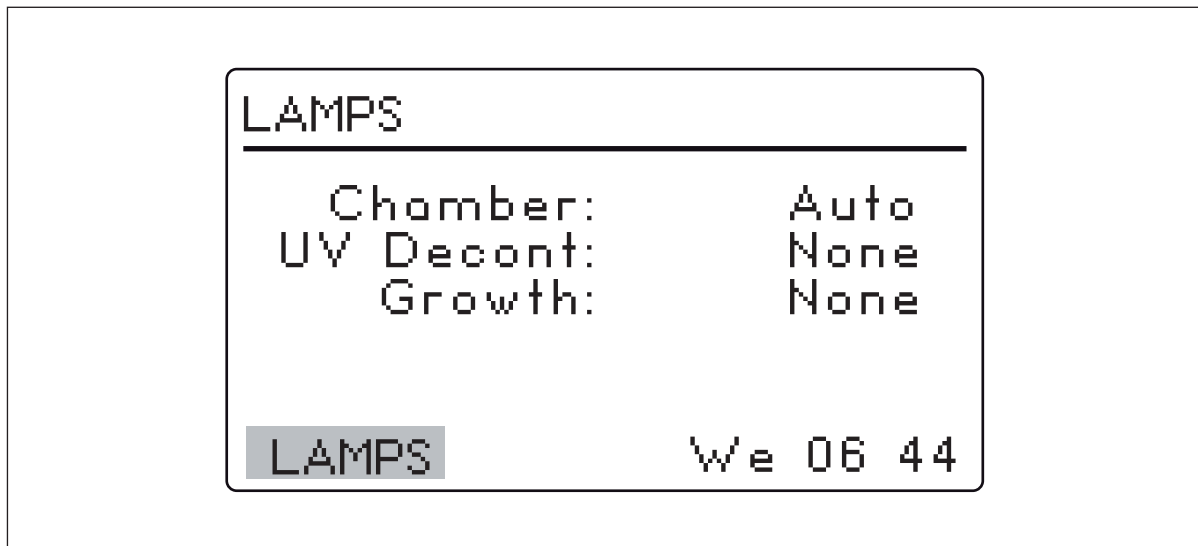 LAMPS
Chamber: Auto
UV Decont: None
Growth: None
LAMPS We 06 44